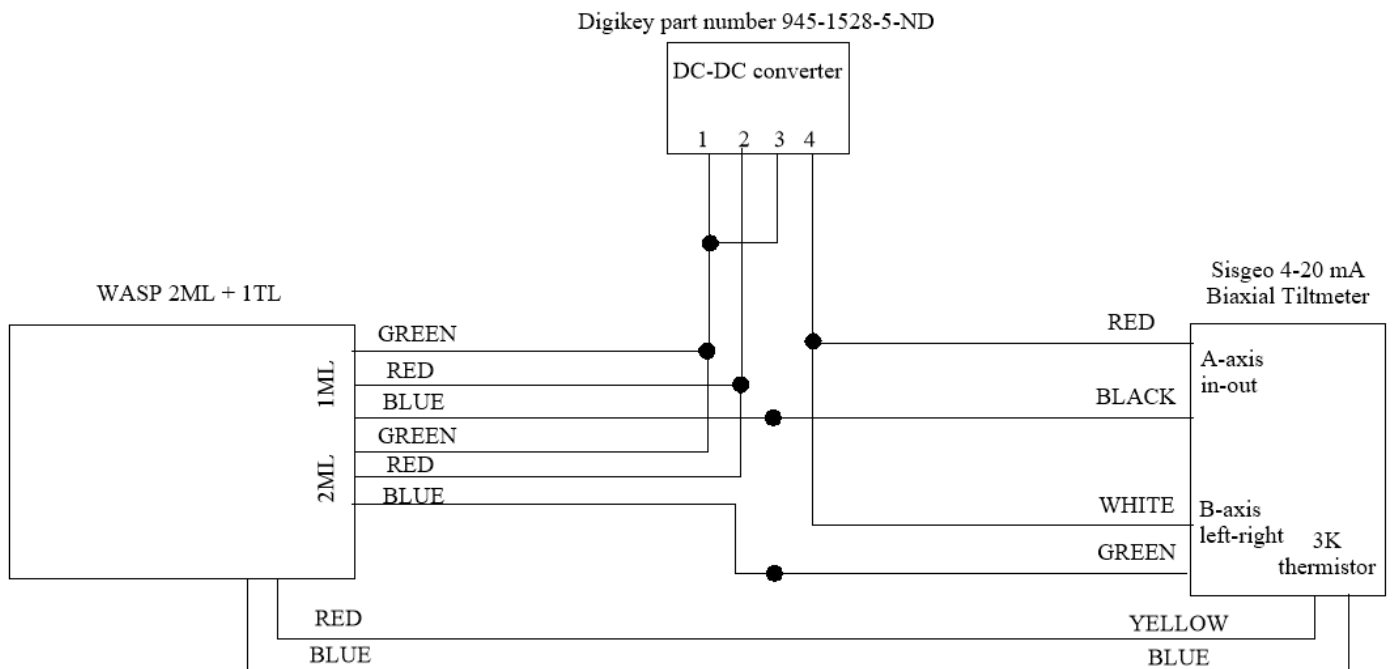 Digikey part number 945-1528-5-ND
DC-DC converter
1 2 3 4
WASP 2ML + 1TL
Sisgeo 4-20 mA
Biaxial Tiltmeter
GREEN
RED
BLUE
GREEN
RED
BLUE
1ML
2ML
RED
BLACK
WHITE
GREEN
A-axis
in-out
B-axis
left-right
3K
thermistor
RED
BLUE
YELLOW
BLUE